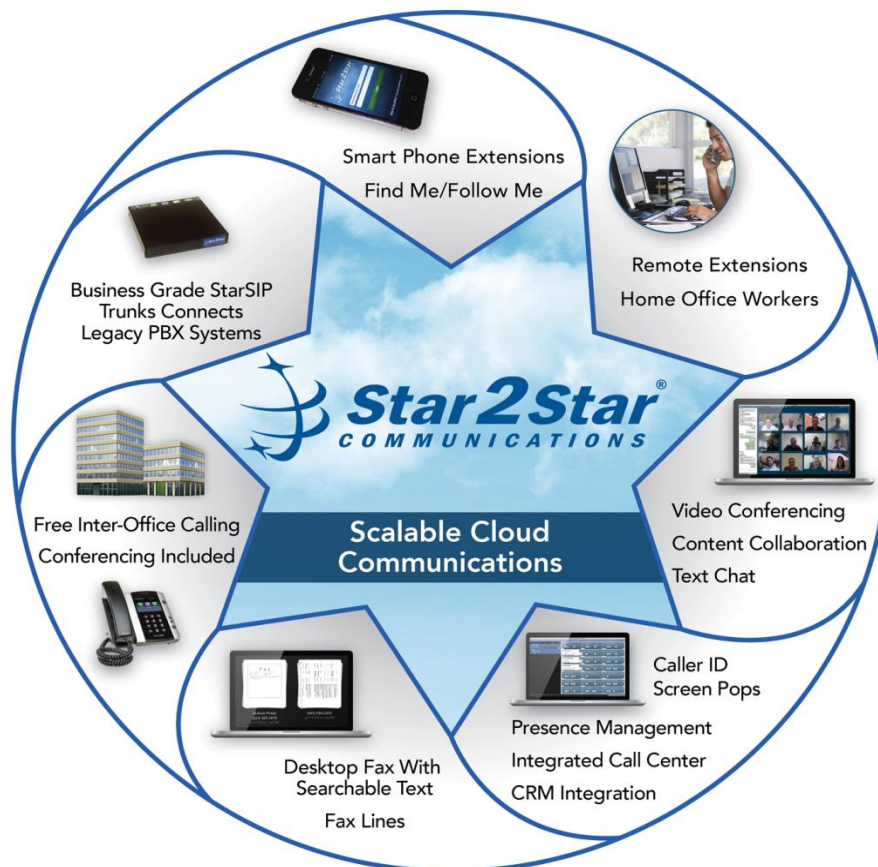 Star2Star
Smart Phone Extensions
Find Me/Follow Me
Remote Extensions
Home Office Workers
Business Grade StarSIP
Trunks Connects
Legacy PBX Systems
Star2Star®
COMMUNICATIONS
Scalable Cloud
Communications
Free Inter-Office Calling
Conferencing Included
Video Conferencing
Content Collaboration
Text Chat
Caller ID
Screen Pops
Presence Management
Integrated Call Center
CRM Integration
Fax
Desktop Fax With
Searchable Text
Fax Lines